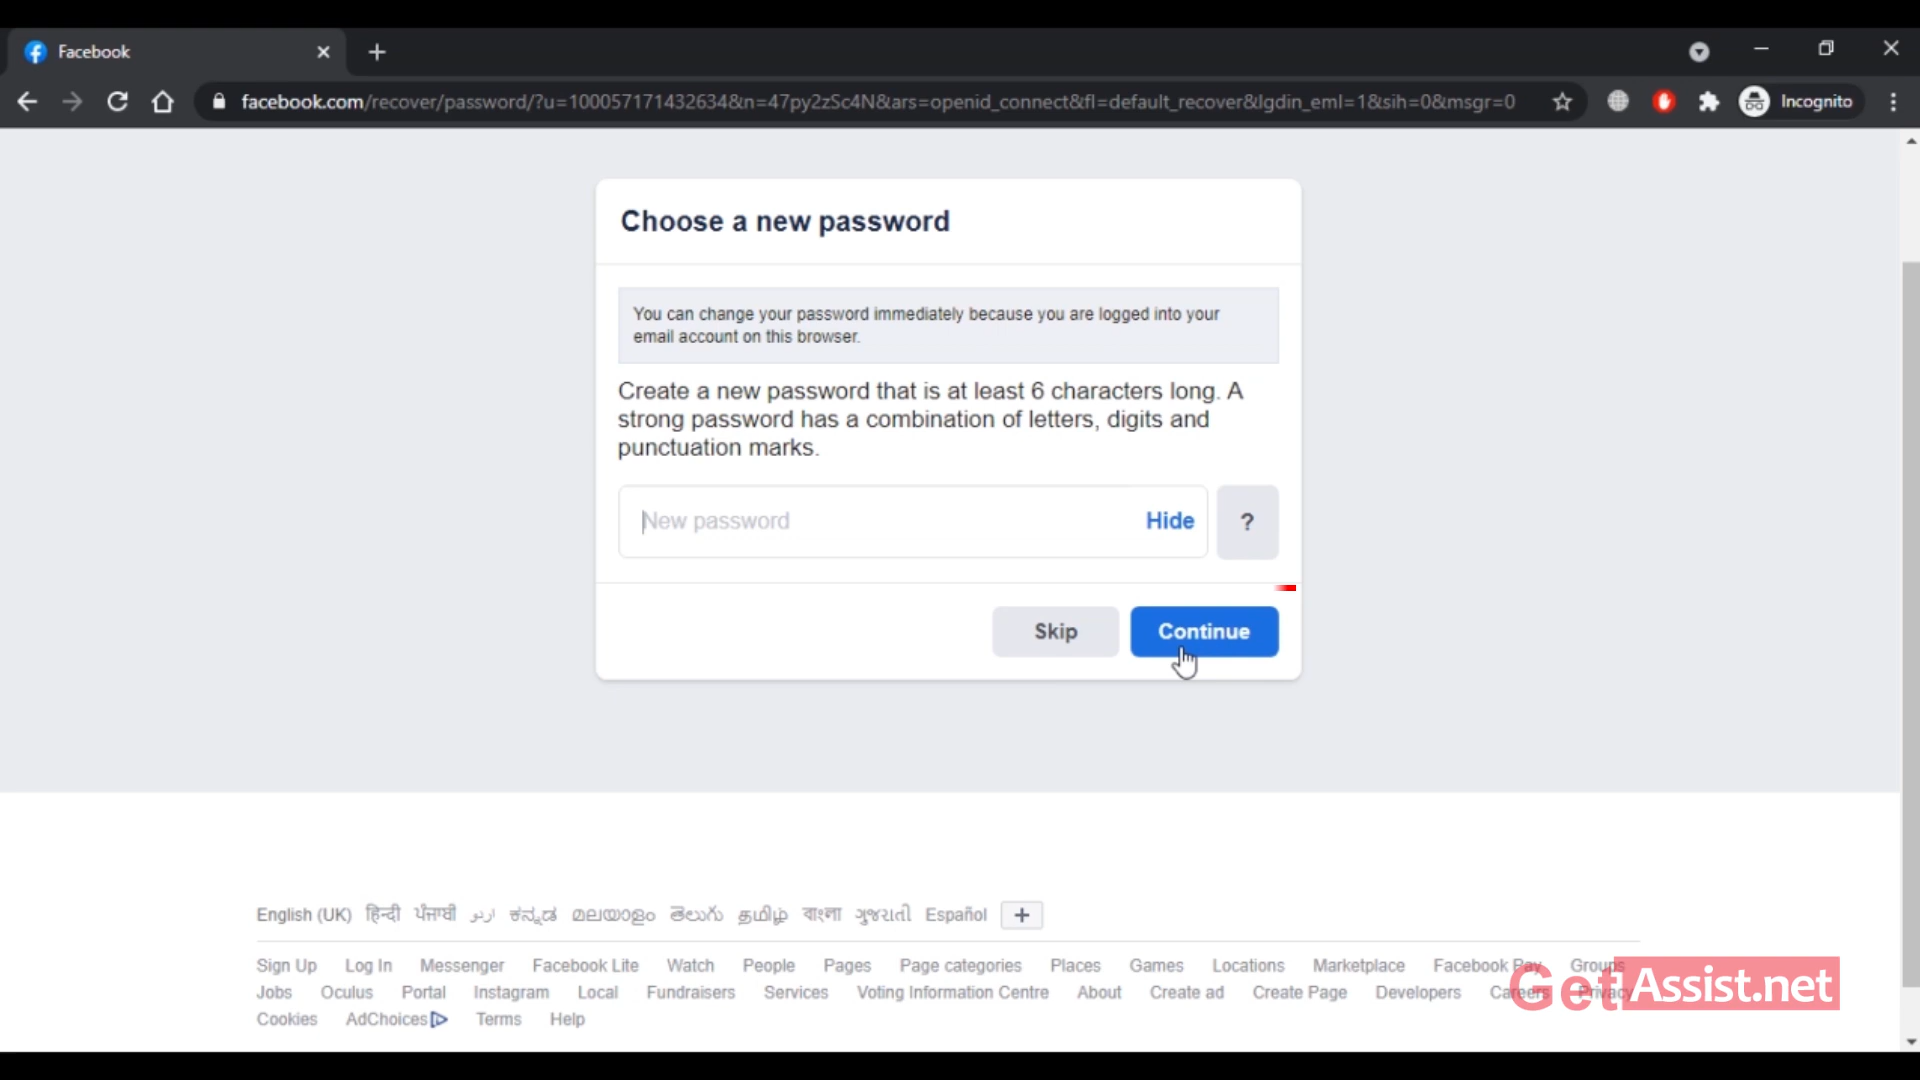 Facebook
facebook.com/recover/password/?u=100057171432634&n=47py2zSc4N&ars=openid_connect&fl=default_recover&lgdin_eml=1&sih=0&msgr=0
Incognito
Choose a new password
You can change your password immediately because you are logged into your
email account on this browser.
Create a new password that is at least 6 characters long. A
strong password has a combination of letters, digits and
punctuation marks.
New password Hide ?
Skip Continue
English (UK) हिन्दी ਪੰਜਾਬੀ اردو ಕನ್ನಡ മലയാളം తెలుగు தமிழ் বাংলা ગુજરાતી Español +
Sign Up Log In Messenger Facebook Lite Watch People Pages Page categories Places Games Locations Marketplace Facebook Pay Groups
Jobs Oculus Portal Instagram Local Fundraisers Services Voting Information Centre About Create ad Create Page Developers Careers Privacy
Cookies AdChoices Terms Help
GetAssist.net